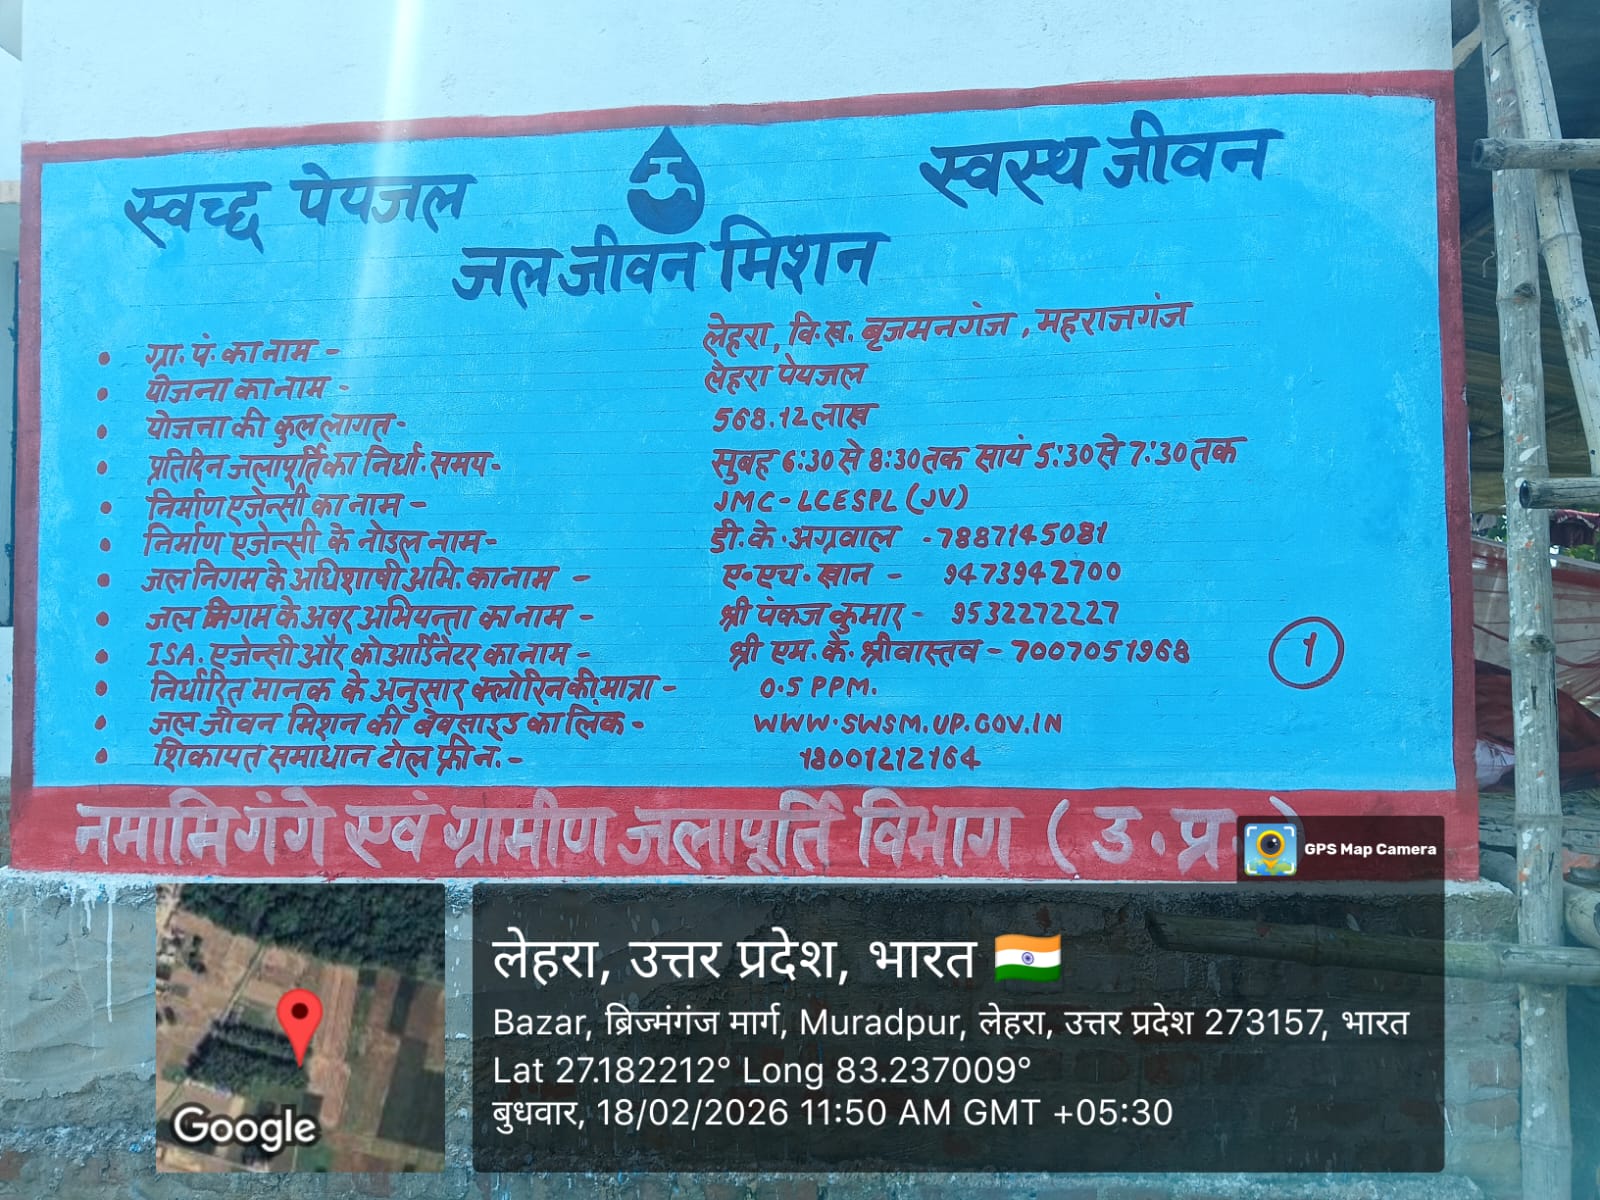 स्वच्छ पेयजल
स्वस्थ जीवन
जल जीवन मिशन
• ग्रा. पं. का नाम - लेहरा, वि.ख. बृजमनगंज, महराजगंज
• योजना का नाम - लेहरा पेयजल
• योजना की कुल लागत - 568.12 लाख
• प्रतिदिन जलापूर्ति का निर्धा. समय - सुबह 6:30 से 8:30 तक सायं 5:30 से 7:30 तक
• निर्माण एजेन्सी का नाम - JMC-LCESPL (JV)
• निर्माण एजेन्सी के नोडल नाम - डी.के. अग्रवाल - 7887145081
• जल निगम के अधिशाषी अभि. का नाम - ए. एच. खान - 9473942700
• जल निगम के अवर अभियन्ता का नाम - श्री पंकज कुमार - 9532272227
• ISA. एजेन्सी और कोआर्डिनेटर का नाम - श्री एम. के. श्रीवास्तव - 7007051968
1
• निर्धारित मानक के अनुसार क्लोरिन की मात्रा - 0.5 PPM.
• जल जीवन मिशन की बेवसाइड का लिंक - WWW.SWSM.UP.GOV.IN
• शिकायत समाधान टोल फ्री न. - 18001212164
नमामि गंगे एवं ग्रामीण जलापूर्ति विभाग (उ.प्र.)
GPS Map Camera
लेहरा, उत्तर प्रदेश, भारत
Bazar, ब्रिज्मंगंज मार्ग, Muradpur, लेहरा, उत्तर प्रदेश 273157, भारत
Lat 27.182212° Long 83.237009°
बुधवार, 18/02/2026 11:50 AM GMT +05:30
Google